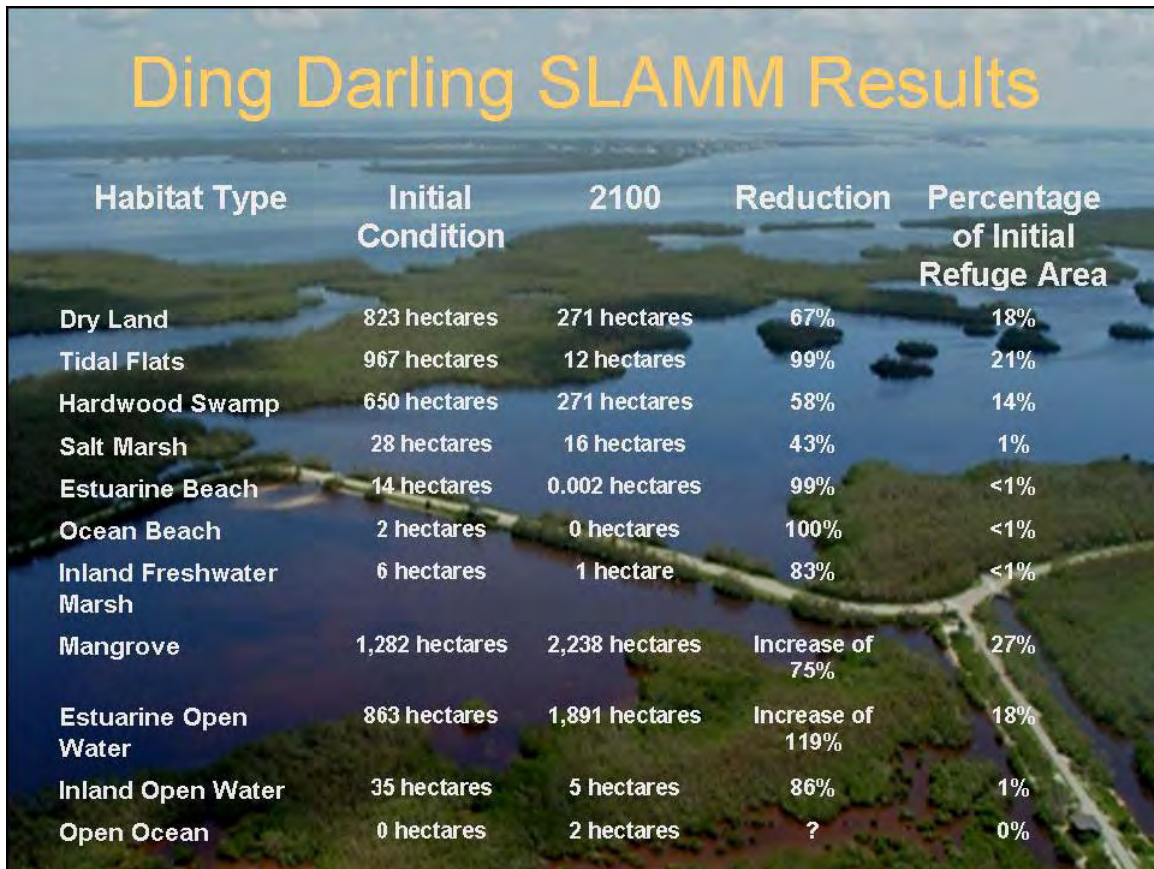 Ding Darling SLAMM Results
Habitat Type Initial Condition 2100 Reduction Percentage of Initial Refuge Area
Dry Land 823 hectares 271 hectares 67% 18%
Tidal Flats 967 hectares 12 hectares 99% 21%
Hardwood Swamp 650 hectares 271 hectares 58% 14%
Salt Marsh 28 hectares 16 hectares 43% 1%
Estuarine Beach 14 hectares 0.002 hectares 99% <1%
Ocean Beach 2 hectares 0 hectares 100% <1%
Inland Freshwater Marsh 6 hectares 1 hectare 83% <1%
Mangrove 1,282 hectares 2,238 hectares Increase of 75% 27%
Estuarine Open Water 863 hectares 1,891 hectares Increase of 119% 18%
Inland Open Water 35 hectares 5 hectares 86% 1%
Open Ocean 0 hectares 2 hectares ? 0%